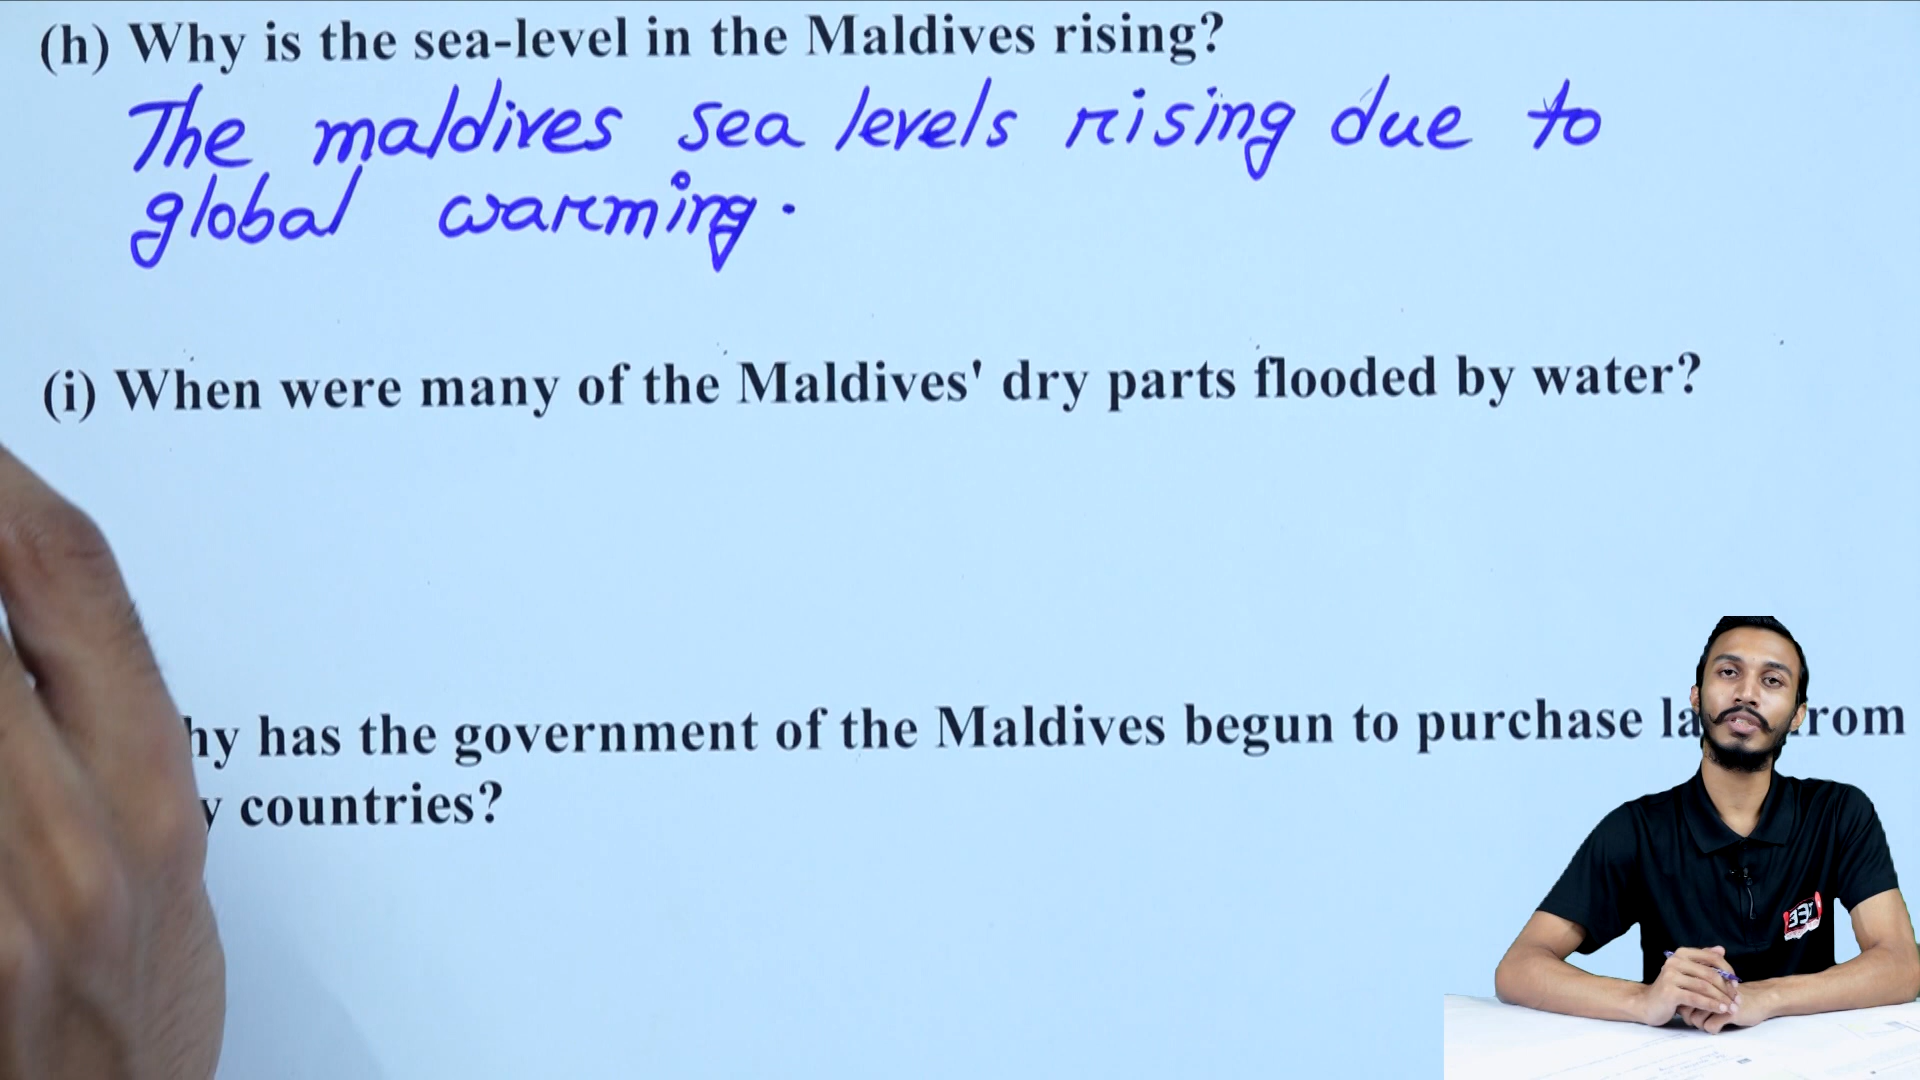 (h) Why is the sea-level in the Maldives rising?
The maldives sea levels rising due to
global warming.
(i) When were many of the Maldives' dry parts flooded by water?
hy has the government of the Maldives begun to purchase la rom
y countries?